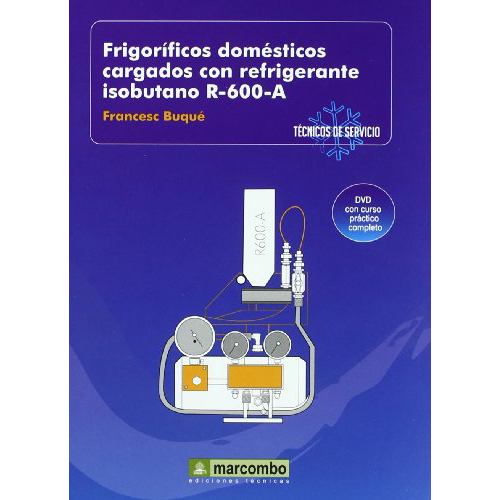 Frigoríficos domésticos
cargados con refrigerante
isobutano R-600-A
Francesc Buqué
TÉCNICOS DE SERVICIO
DVD
con curso
práctico
completo
R600-A
marcombo
ediciones técnicas